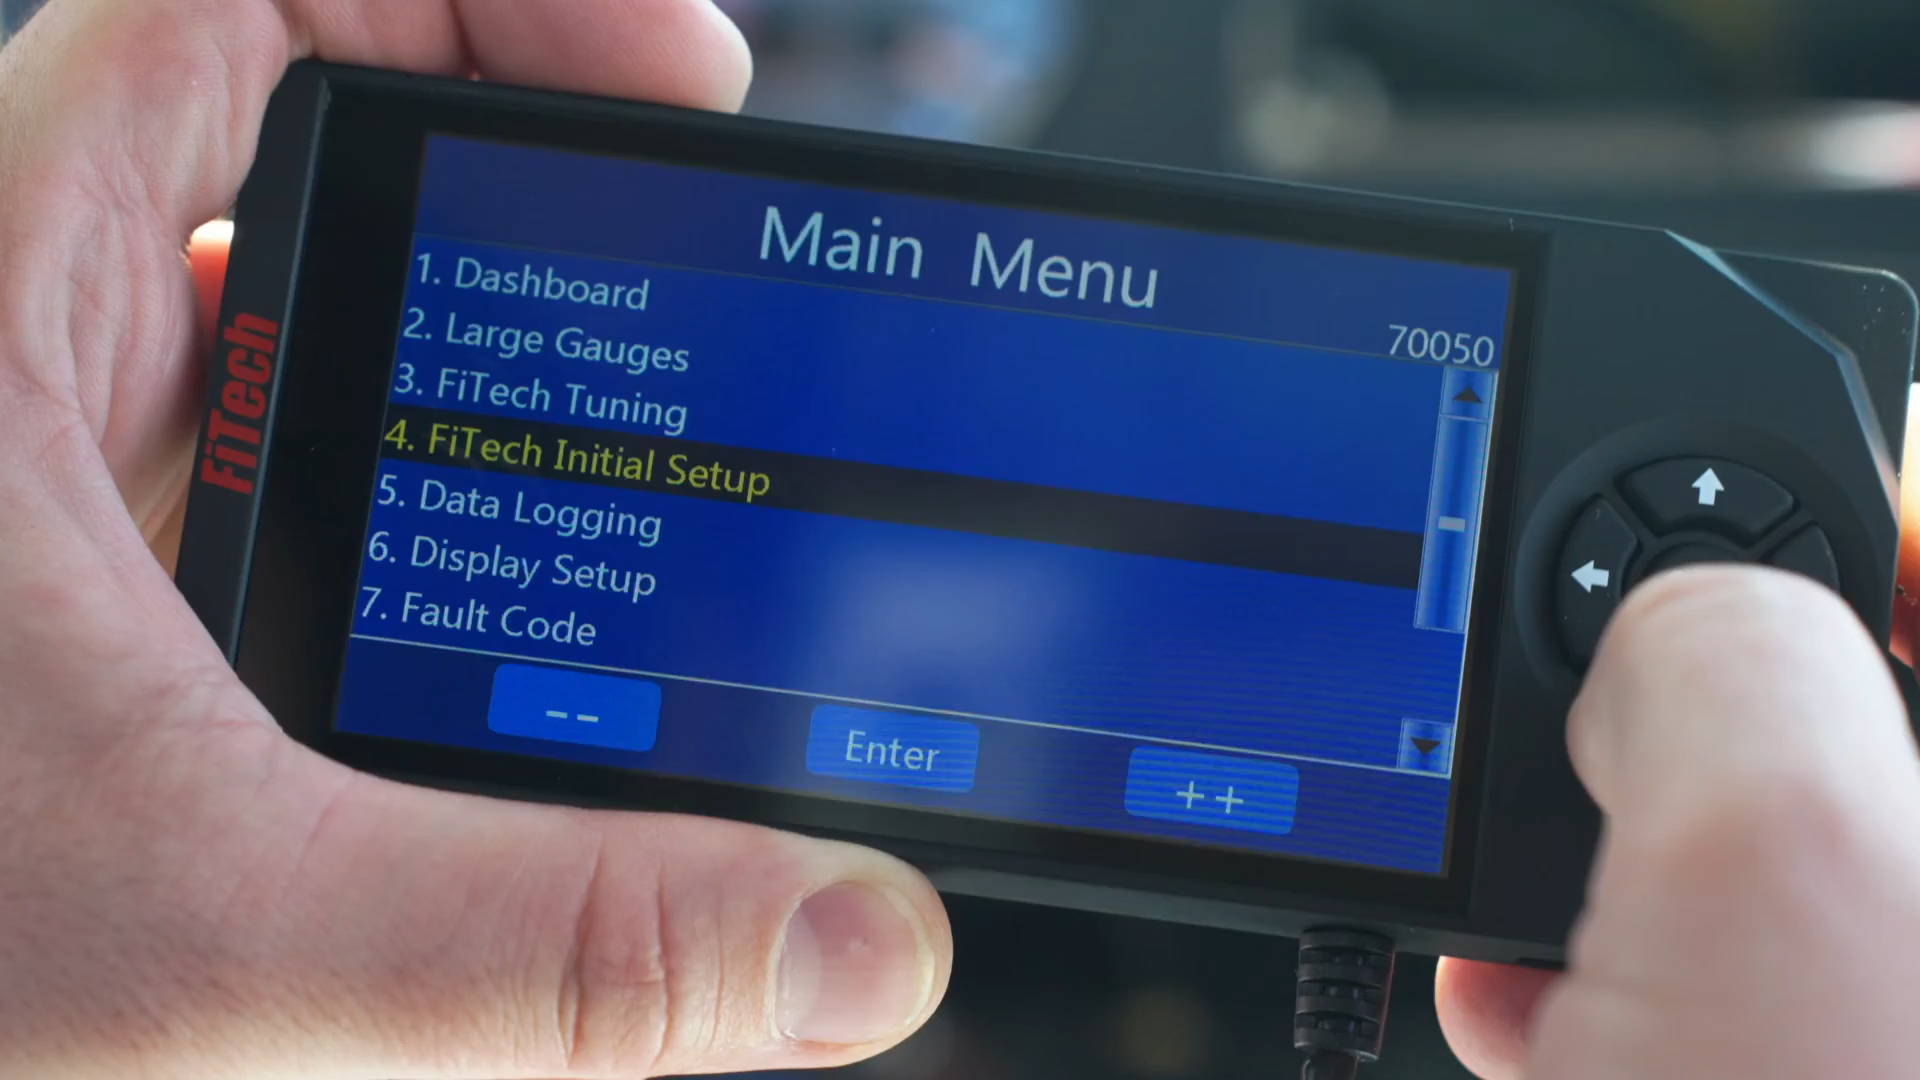 Main Menu
70050
1. Dashboard
2. Large Gauges
3. FiTech Tuning
4. FiTech Initial Setup
5. Data Logging
6. Display Setup
7. Fault Code
-- Enter ++
FiTech